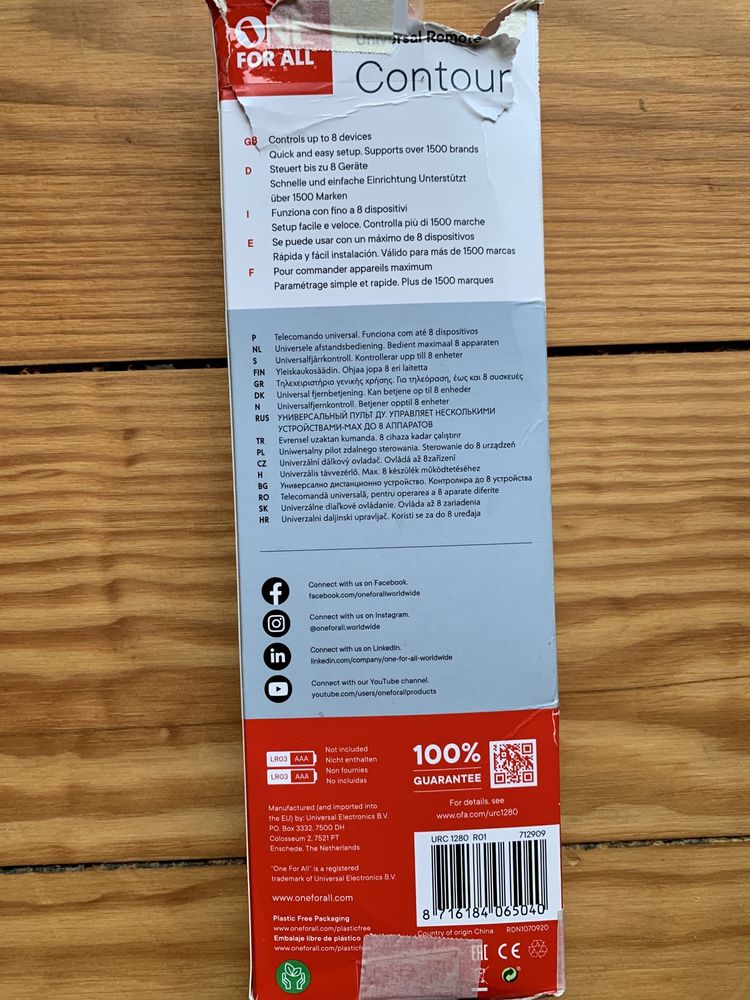 FOR ALL
Universal Remote
Contour
GB Controls up to 8 devices
Quick and easy setup. Supports over 1500 brands
D Steuert bis zu 8 Geräte
Schnelle und einfache Einrichtung Unterstützt
über 1500 Marken
I Funziona con fino a 8 dispositivi
Setup facile e veloce. Controlla più di 1500 marche
E Se puede usar con un máximo de 8 dispositivos
Rápida y fácil instalación. Válido para más de 1500 marcas
F Pour commander appareils maximum
Paramétrage simple et rapide. Plus de 1500 marques
P Telecomando universal. Funciona com até 8 dispositivos
NL Universele afstandsbediening. Bedient maximaal 8 apparaten
S Universalfjärrkontroll. Kontrollerar upp till 8 enheter
FIN Yleiskaukosäädin. Ohjaa jopa 8 eri laitetta
GR Τηλεχειριστήριο γενικής χρήσης. Για τηλεόραση, έως και 8 συσκευές
DK Universal fjernbetjening. Kan betjene op til 8 enheder
N Universalfjernkontroll. Betjener opptil 8 enheter
RUS УНИВЕРСАЛЬНЫЙ ПУЛЬТ ДУ. УПРАВЛЯЕТ НЕСКОЛЬКИМИ
УСТРОЙСТВАМИ-МАХ ДО 8 АППАРАТОВ
TR Evrensel uzaktan kumanda. 8 cihaza kadar çalıştırır
PL Uniwersalny pilot zdalnego sterowania. Sterowanie do 8 urządzeń
CZ Univerzální dálkový ovladač. Ovládá až 8zařízení
H Univerzális távvezérlő. Max. 8 készülék működtetéséhez
BG Универсално дистанционно устройство. Контролира до 8 устройства
RO Telecomandă universală, pentru operarea a 8 aparate diferite
SK Univerzálne diaľkové ovládanie. Ovláda až 8 zariadenia
HR Univerzalni daljinski upravljač. Koristi se za do 8 uređaja
Connect with us on Facebook.
facebook.com/oneforallworldwide
Connect with us on Instagram.
@oneforall.worldwide
Connect with us on LinkedIn.
linkedin.com/company/one-for-all-worldwide
Connect with our YouTube channel.
youtube.com/users/oneforallproducts
LR03 AAA
LR03 AAA
Not included
Nicht enthalten
Non fournies
No incluidas
100%
GUARANTEE
For details, see
www.ofa.com/urc1280
Manufactured (and imported into
the EU) by: Universal Electronics B.V.
PO. Box 3332, 7500 DH
Colosseum 2, 7521 PT
Enschede, The Netherlands
"One For All" is a registered
trademark of Universal Electronics B.V.
www.oneforall.com
URC 1280 R01 712909
8 716184 065040
Plastic Free Packaging
www.oneforall.com/plasticfree
Embalaje libre de plástico
www.oneforall.com/plasticfree
Country of origin China RDN1070920
EAC CE